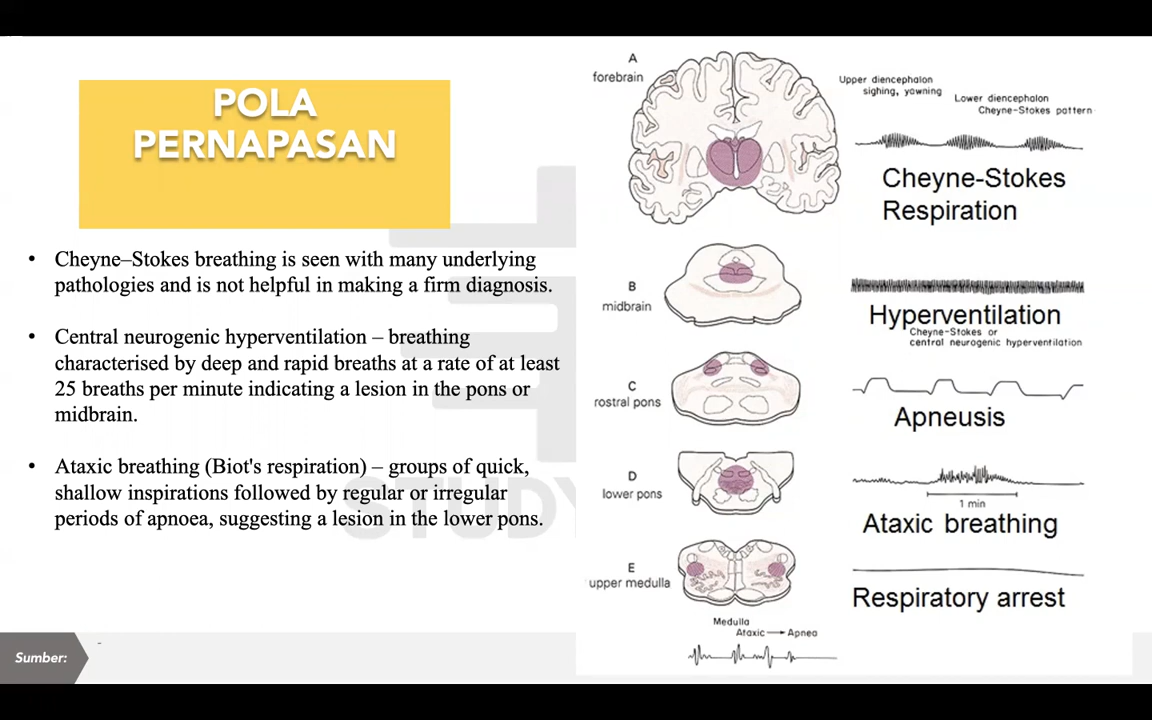 POLA
PERNAPASAN
• Cheyne–Stokes breathing is seen with many underlying
pathologies and is not helpful in making a firm diagnosis.
• Central neurogenic hyperventilation – breathing
characterised by deep and rapid breaths at a rate of at least
25 breaths per minute indicating a lesion in the pons or
midbrain.
• Ataxic breathing (Biot's respiration) – groups of quick,
shallow inspirations followed by regular or irregular
periods of apnoea, suggesting a lesion in the lower pons.
STUDY
Sumber:
-
A
forebrain
Upper diencephalon
sighing, yawning
Lower diencephalon
Cheyne-Stokes pattern
Cheyne-Stokes
Respiration
B
midbrain
Hyperventilation
Cheyne-Stokes or
central neurogenic hyperventilation
C
rostral pons
Apneusis
D
lower pons
1 min
Ataxic breathing
E
upper medulla
Respiratory arrest
Medulla
Ataxic → Apnea